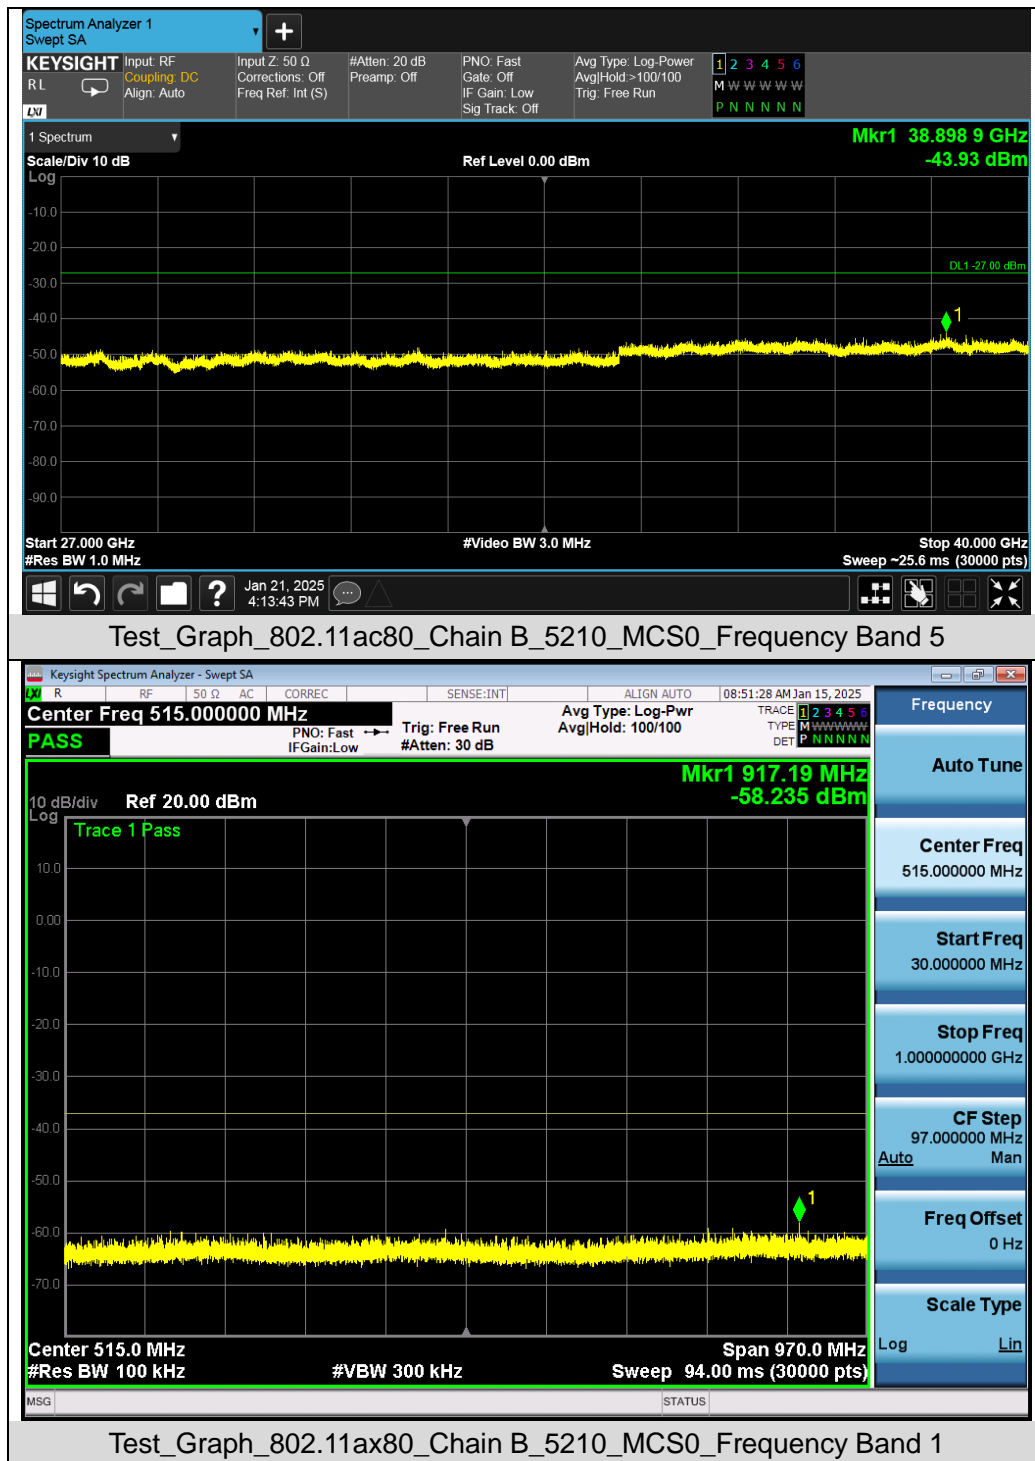 Spectrum Analyzer 1
Swept SA
KEYSIGHT
R L
LXI
Input: RF
Coupling: DC
Align: Auto
Input Z: 50 Ω
Corrections: Off
Freq Ref: Int (S)
#Atten: 20 dB
Preamp: Off
PNO: Fast
Gate: Off
IF Gain: Low
Sig Track: Off
Avg Type: Log-Power
Avg|Hold:>100/100
Trig: Free Run
1 2 3 4 5 6
M W W W W W
P N N N N N
1 Spectrum
Mkr1 38.898 9 GHz
Scale/Div 10 dB
Ref Level 0.00 dBm
-43.93 dBm
Log
-10.0
-20.0
DL1 -27.00 dBm
-30.0
1
-40.0
-50.0
-60.0
-70.0
-80.0
-90.0
Start 27.000 GHz
#Video BW 3.0 MHz
Stop 40.000 GHz
#Res BW 1.0 MHz
Sweep ~25.6 ms (30000 pts)
Jan 21, 2025
4:13:43 PM
Test_Graph_802.11ac80_Chain B_5210_MCS0_Frequency Band 5
Keysight Spectrum Analyzer - Swept SA
LXI R RF 50 Ω AC CORREC SENSE:INT ALIGN AUTO 08:51:28 AM Jan 15, 2025
Center Freq 515.000000 MHz
PASS
PNO: Fast
IFGain:Low
Trig: Free Run
#Atten: 30 dB
Avg Type: Log-Pwr
Avg|Hold: 100/100
TRACE 1 2 3 4 5 6
TYPE M W W W W W
DET P N N N N N
Frequency
Auto Tune
Center Freq
515.000000 MHz
Start Freq
30.000000 MHz
Stop Freq
1.000000000 GHz
CF Step
97.000000 MHz
Auto Man
Freq Offset
0 Hz
Scale Type
Log Lin
Mkr1 917.19 MHz
-58.235 dBm
10 dB/div Ref 20.00 dBm
Log
Trace 1 Pass
10.0
0.00
-10.0
-20.0
-30.0
-40.0
-50.0
1
-60.0
-70.0
Center 515.0 MHz
Span 970.0 MHz
#Res BW 100 kHz
#VBW 300 kHz
Sweep 94.00 ms (30000 pts)
MSG
STATUS
Test_Graph_802.11ax80_Chain B_5210_MCS0_Frequency Band 1